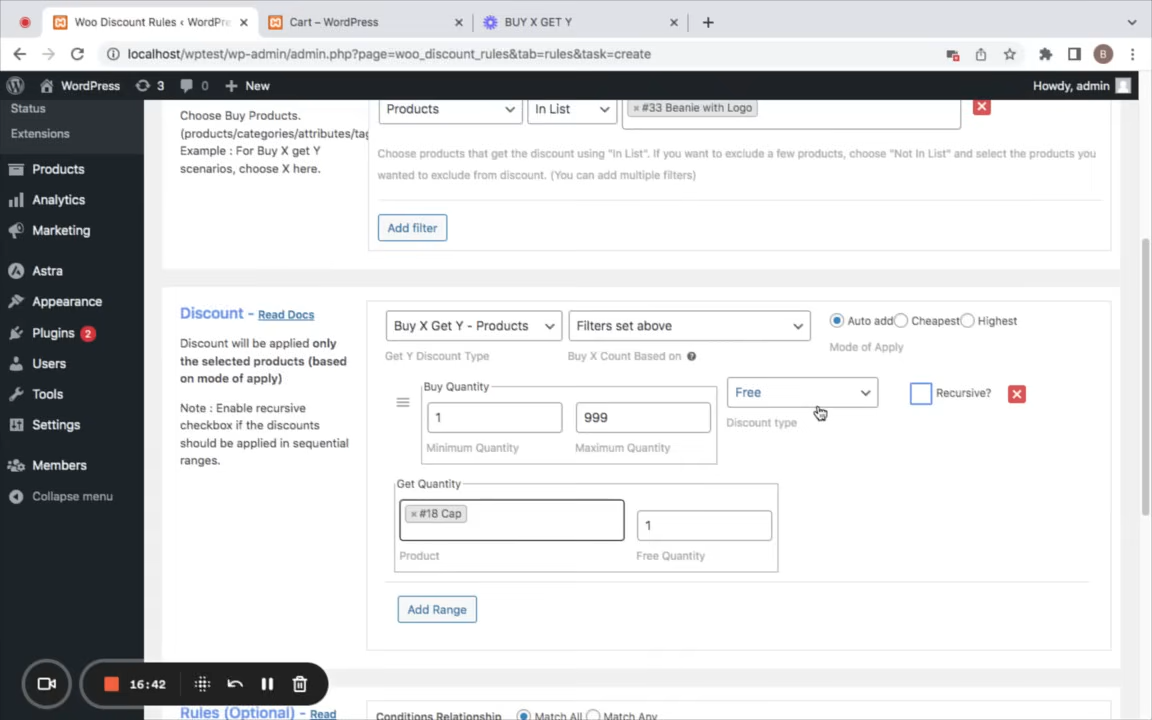 Woo Discount Rules ‹ WordPre
Cart – WordPress
BUY X GET Y
localhost/wptest/wp-admin/admin.php?page=woo_discount_rules&tab=rules&task=create
B
WordPress
3
0
New
Howdy, admin
Status
Extensions
Products
Analytics
Marketing
Astra
Appearance
Plugins 2
Users
Tools
Settings
Members
Collapse menu
Choose Buy Products.
(products/categories/attributes/tag
Example : For Buy X get Y
scenarios, choose X here.
Products
In List
× #33 Beanie with Logo
Choose products that get the discount using "In List". If you want to exclude a few products, choose "Not In List" and select the products you
wanted to exclude from discount. (You can add multiple filters)
Add filter
Discount - Read Docs
Discount will be applied only
the selected products (based
on mode of apply)
Note : Enable recursive
checkbox if the discounts
should be applied in sequential
ranges.
Buy X Get Y - Products
Filters set above
Auto add
Cheapest
Highest
Get Y Discount Type
Buy X Count Based on ?
Mode of Apply
Buy Quantity
1
999
Minimum Quantity
Maximum Quantity
Free
Discount type
Recursive?
Get Quantity
× #18 Cap
1
Product
Free Quantity
Add Range
16:42
Rules (Optional) - Read
Conditions Relationship
Match All
Match Any